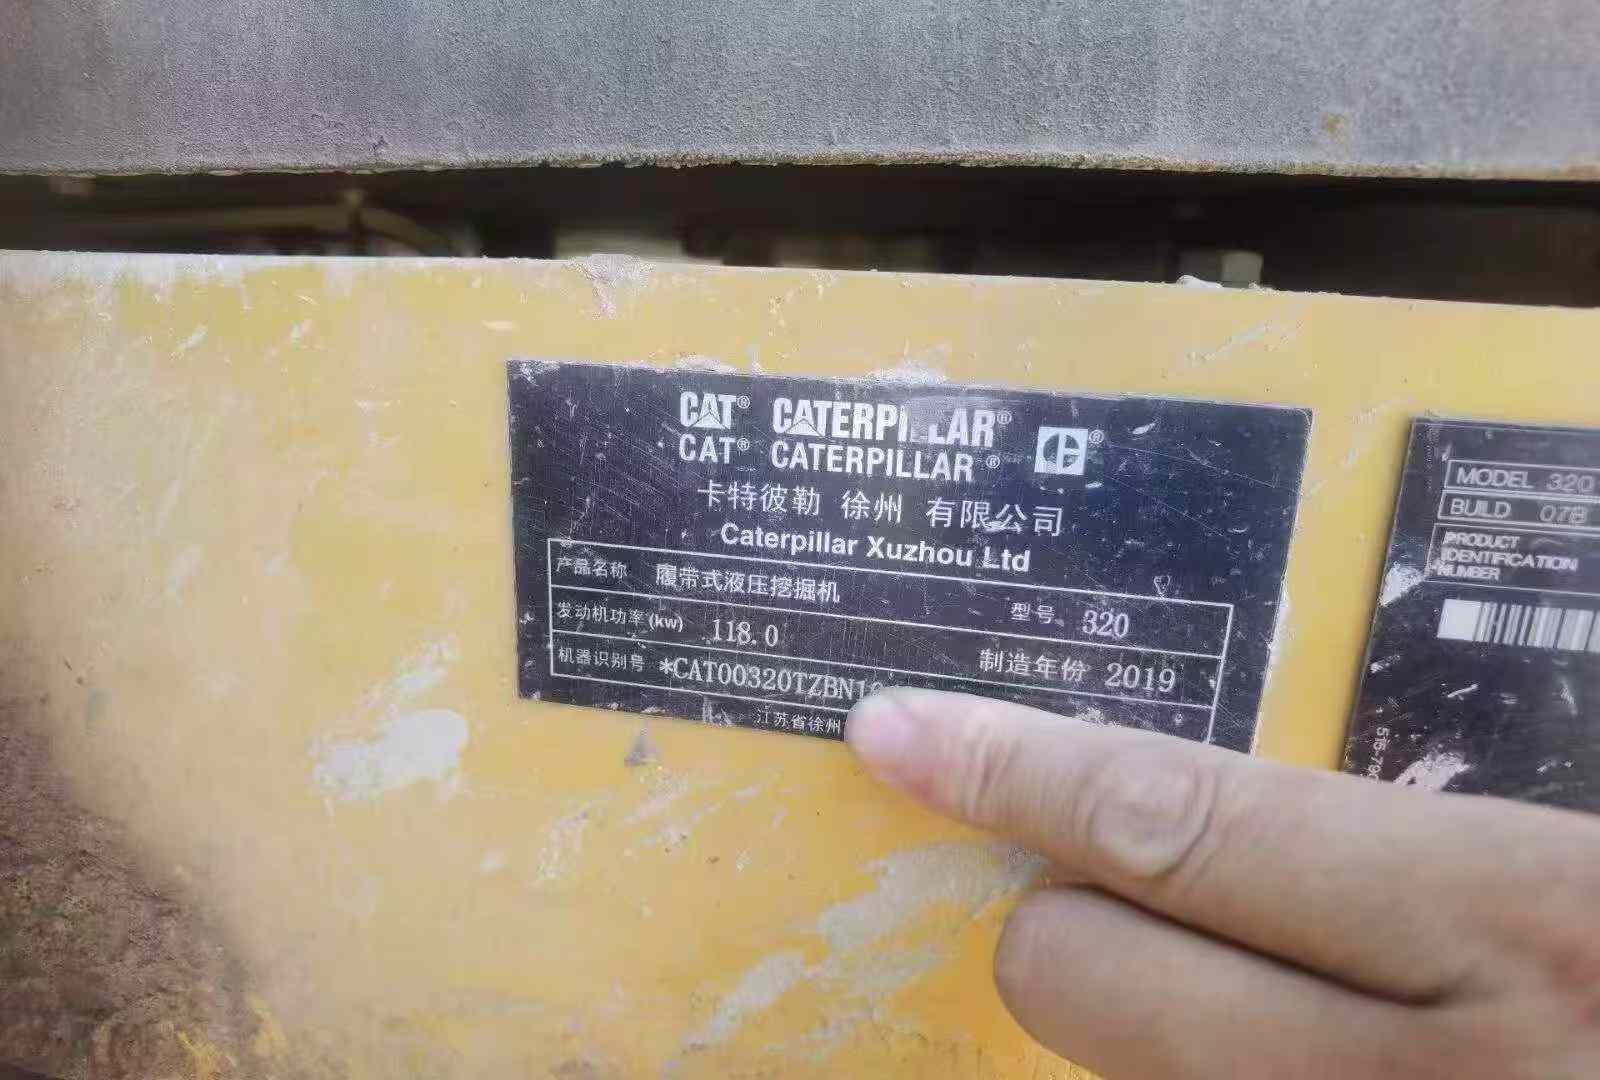 CAT® CATERPILLAR®
CAT® CATERPILLAR®
卡特彼勒 徐州 有限公司
Caterpillar Xuzhou Ltd
产品名称 履带式液压挖掘机 型号 320
发动机功率(kw) 118.0 制造年份 2019
机器识别号 *CAT00320TZBN1
江苏省徐州
MODEL 320
BUILD 07B
PRODUCT
IDENTIFICATION
NUMBER